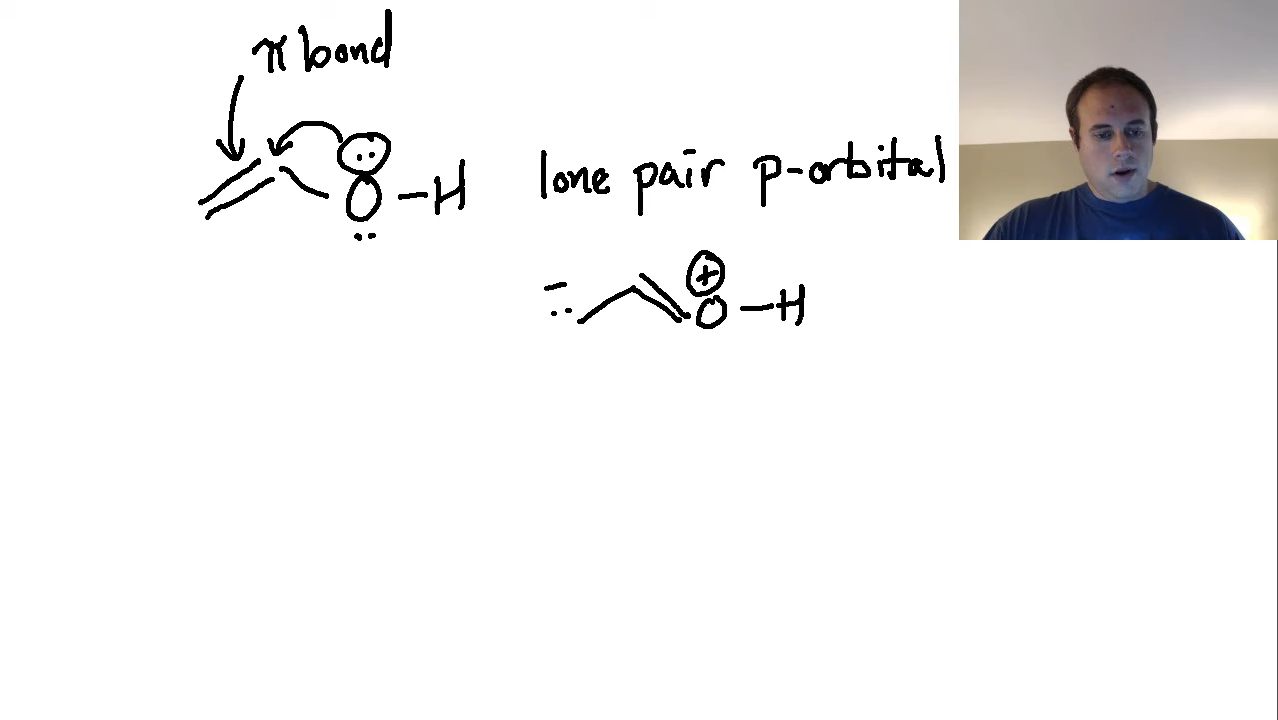 π bond
O-H
lone pair p-orbital
+
O-H